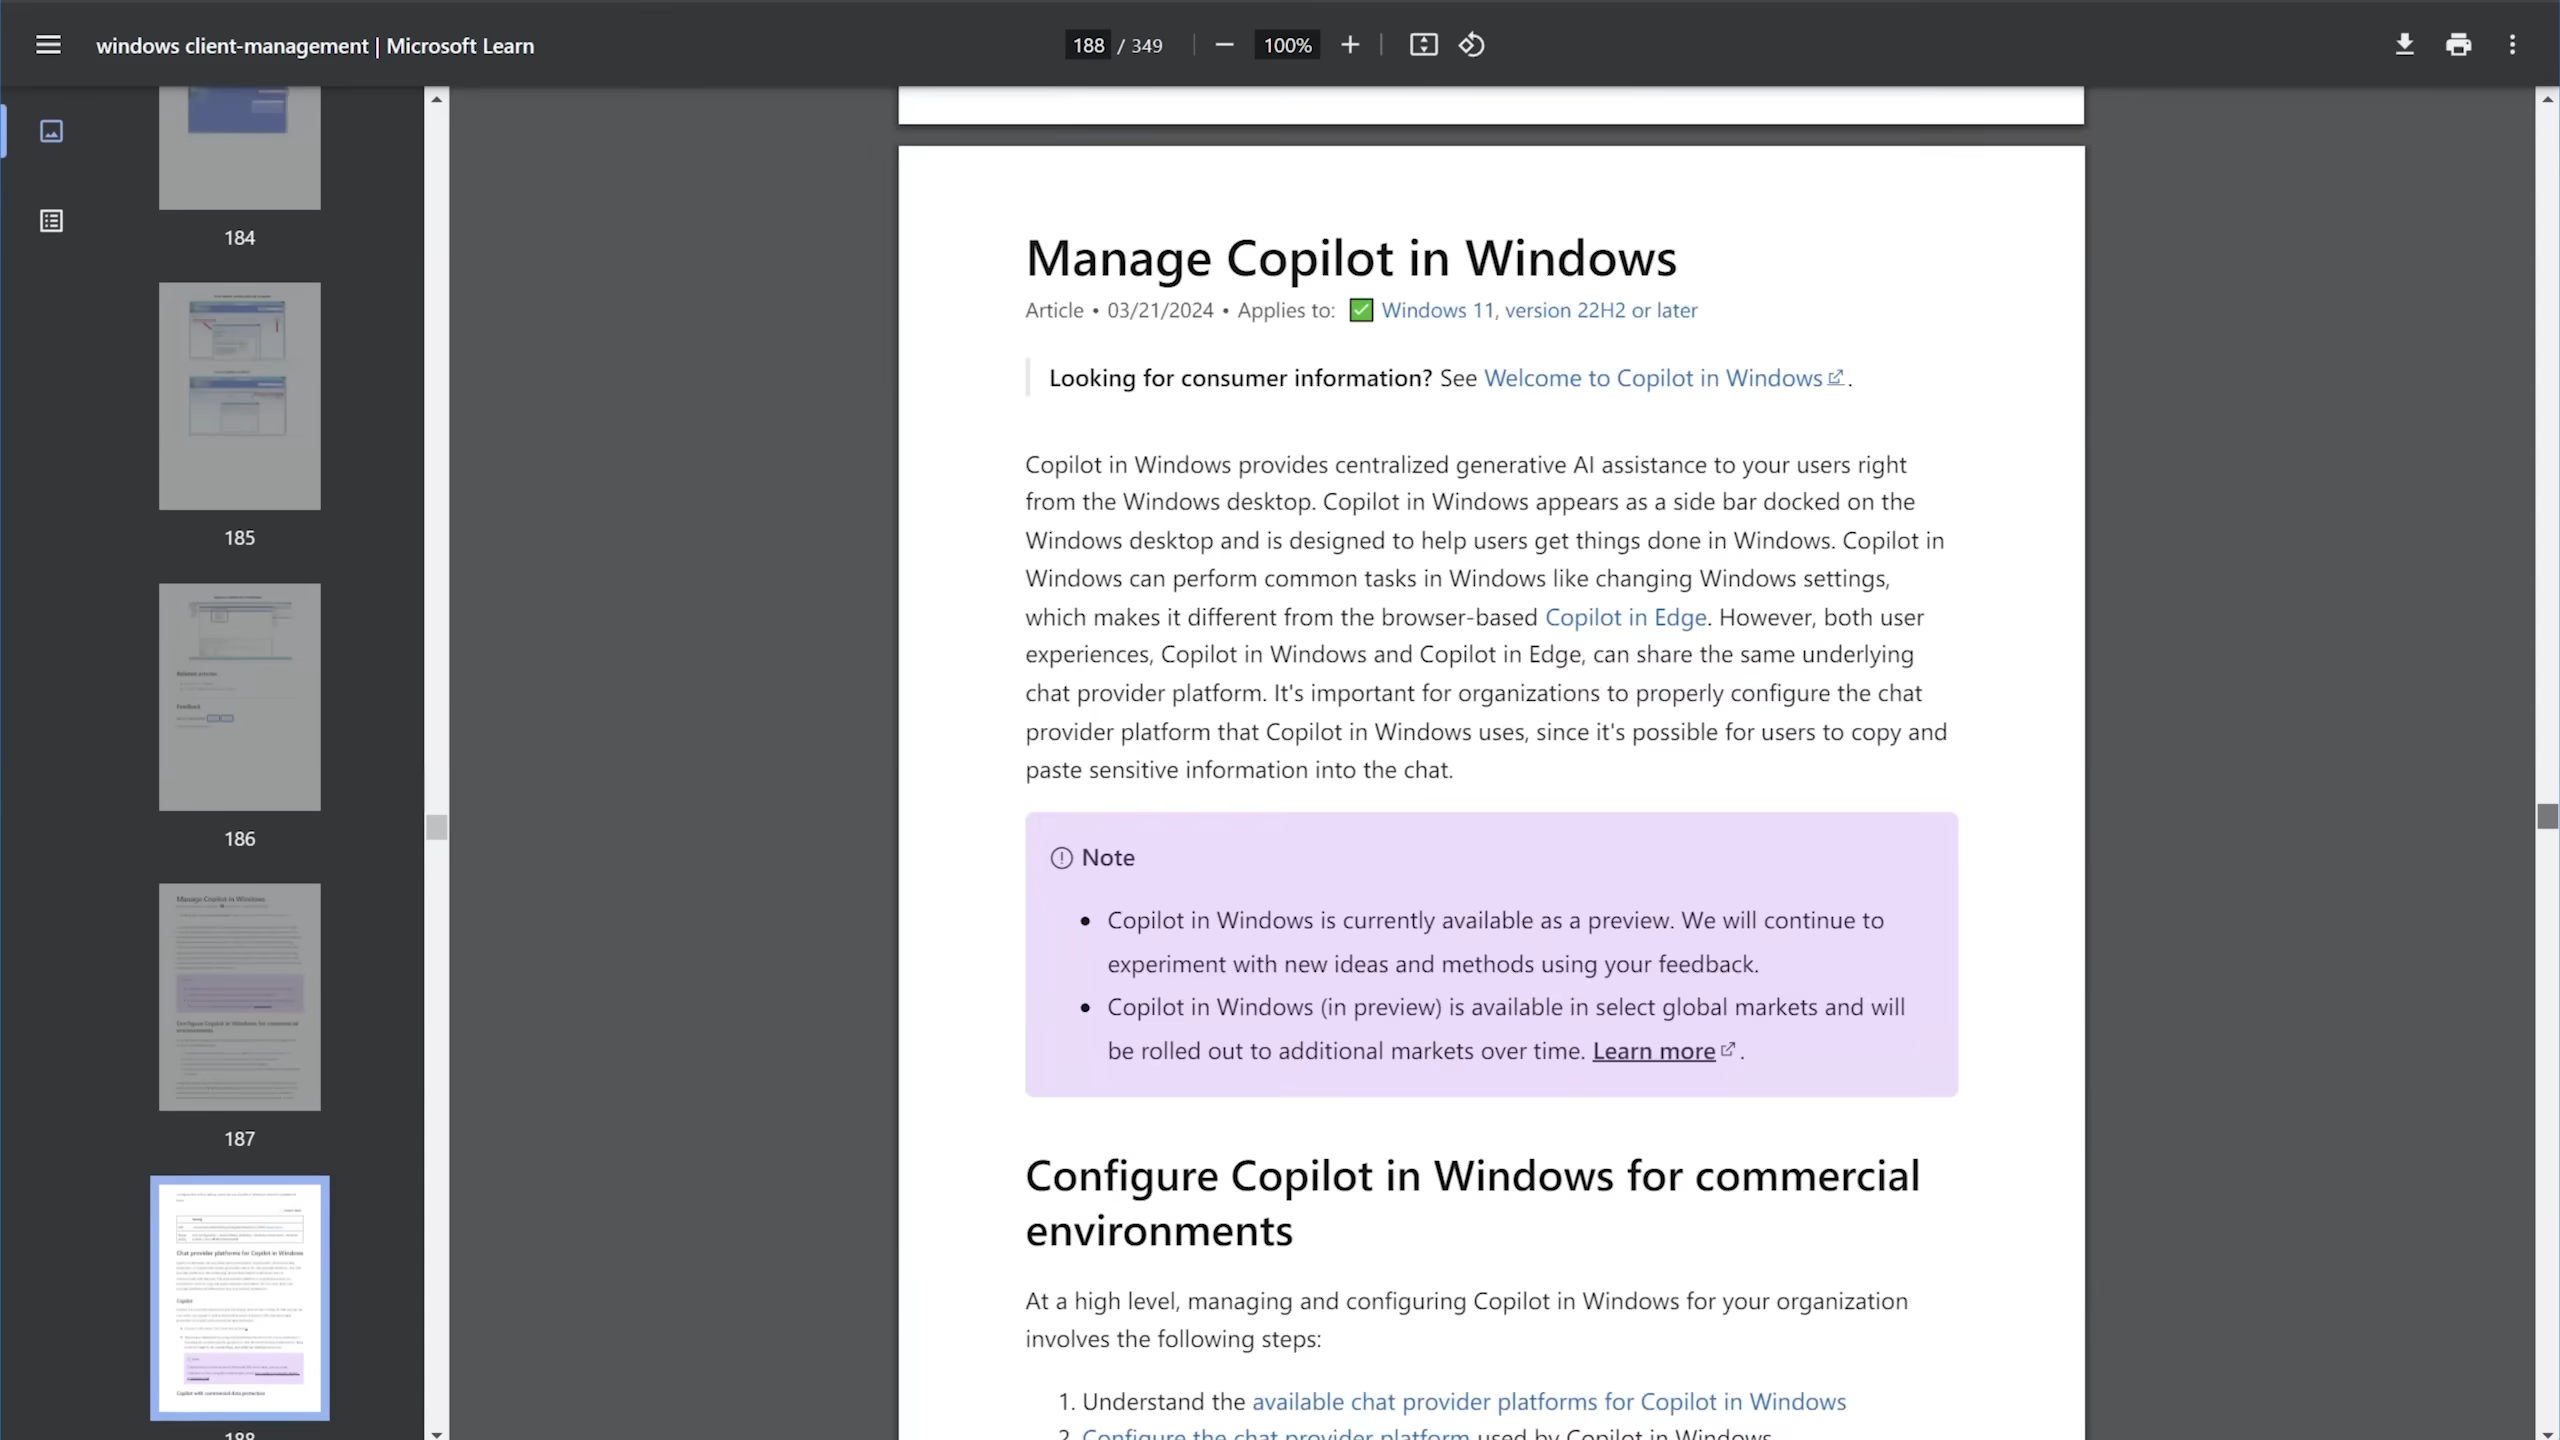 windows client-management | Microsoft Learn
188 / 349
100%
184
185
186
187
188
Manage Copilot in Windows
Chat provider platforms for Copilot in Windows
Manage Copilot in Windows
Article • 03/21/2024 • Applies to: ✅ Windows 11, version 22H2 or later
Looking for consumer information? See Welcome to Copilot in Windows.
Copilot in Windows provides centralized generative AI assistance to your users right
from the Windows desktop. Copilot in Windows appears as a side bar docked on the
Windows desktop and is designed to help users get things done in Windows. Copilot in
Windows can perform common tasks in Windows like changing Windows settings,
which makes it different from the browser-based Copilot in Edge. However, both user
experiences, Copilot in Windows and Copilot in Edge, can share the same underlying
chat provider platform. It's important for organizations to properly configure the chat
provider platform that Copilot in Windows uses, since it's possible for users to copy and
paste sensitive information into the chat.
Note
• Copilot in Windows is currently available as a preview. We will continue to
experiment with new ideas and methods using your feedback.
• Copilot in Windows (in preview) is available in select global markets and will
be rolled out to additional markets over time. Learn more.
Configure Copilot in Windows for commercial
environments
At a high level, managing and configuring Copilot in Windows for your organization
involves the following steps:
1. Understand the available chat provider platforms for Copilot in Windows
2. Configure the chat provider platform used by Copilot in Windows